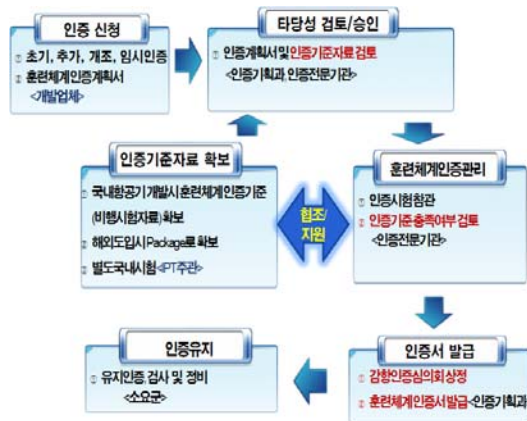 인증 신청
초기, 추가, 개조, 임시인증
훈련체계인증계획서
<개발업체>
타당성 검토/승인
인증계획서 및 인증기준자료 검토
<인증기획과, 인증전문기관>
인증기준자료 확보
국내항공기 개발시 훈련체계 인증기준
(비행시험자료) 확보
해외도입시 Package로 확보
별도 국내시험 <IPT주관>
협조/
지원
훈련체계인증관리
인증시험참관
인증기준 충족여부 검토
<인증전문기관>
인증서 발급
감항인증심의회 상정
훈련체계인증서 발급 <인증기획과>
인증유지
유지인증, 검사 및 정비
<소요군>